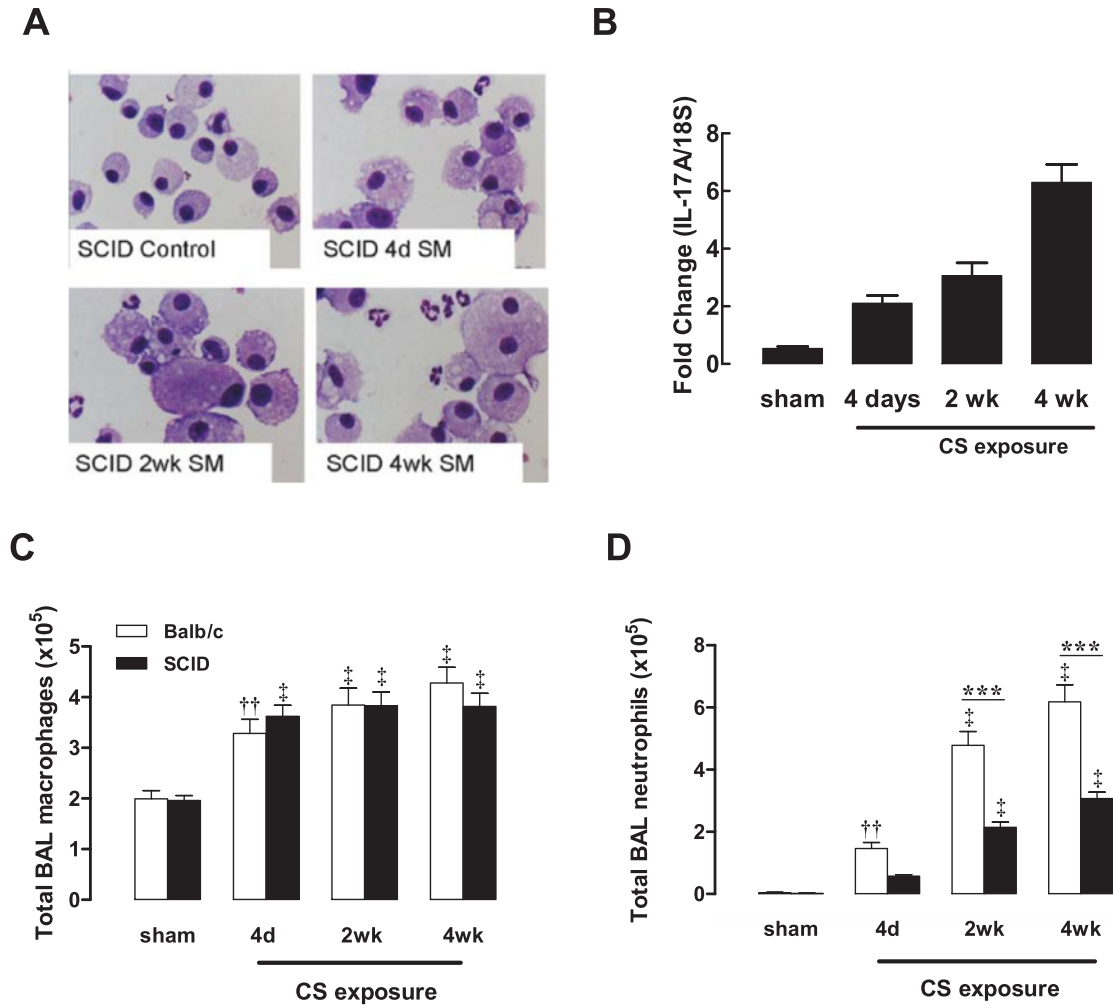 A
SCID Control
SCID 4d SM
SCID 2wk SM
SCID 4wk SM
B
Fold Change (IL-17A/18S)
8
6
4
2
0
sham 4 days 2 wk 4 wk
CS exposure
C
Total BAL macrophages (x10⁵)
Balb/c
SCID
5
4
3
2
1
0
†† ‡ ‡ ‡ ‡ ‡
sham 4d 2wk 4wk
CS exposure
D
Total BAL neutrophils (x10⁵)
8
6
4
2
0
*** ***
†† ‡ ‡ ‡ ‡
sham 4d 2wk 4wk
CS exposure